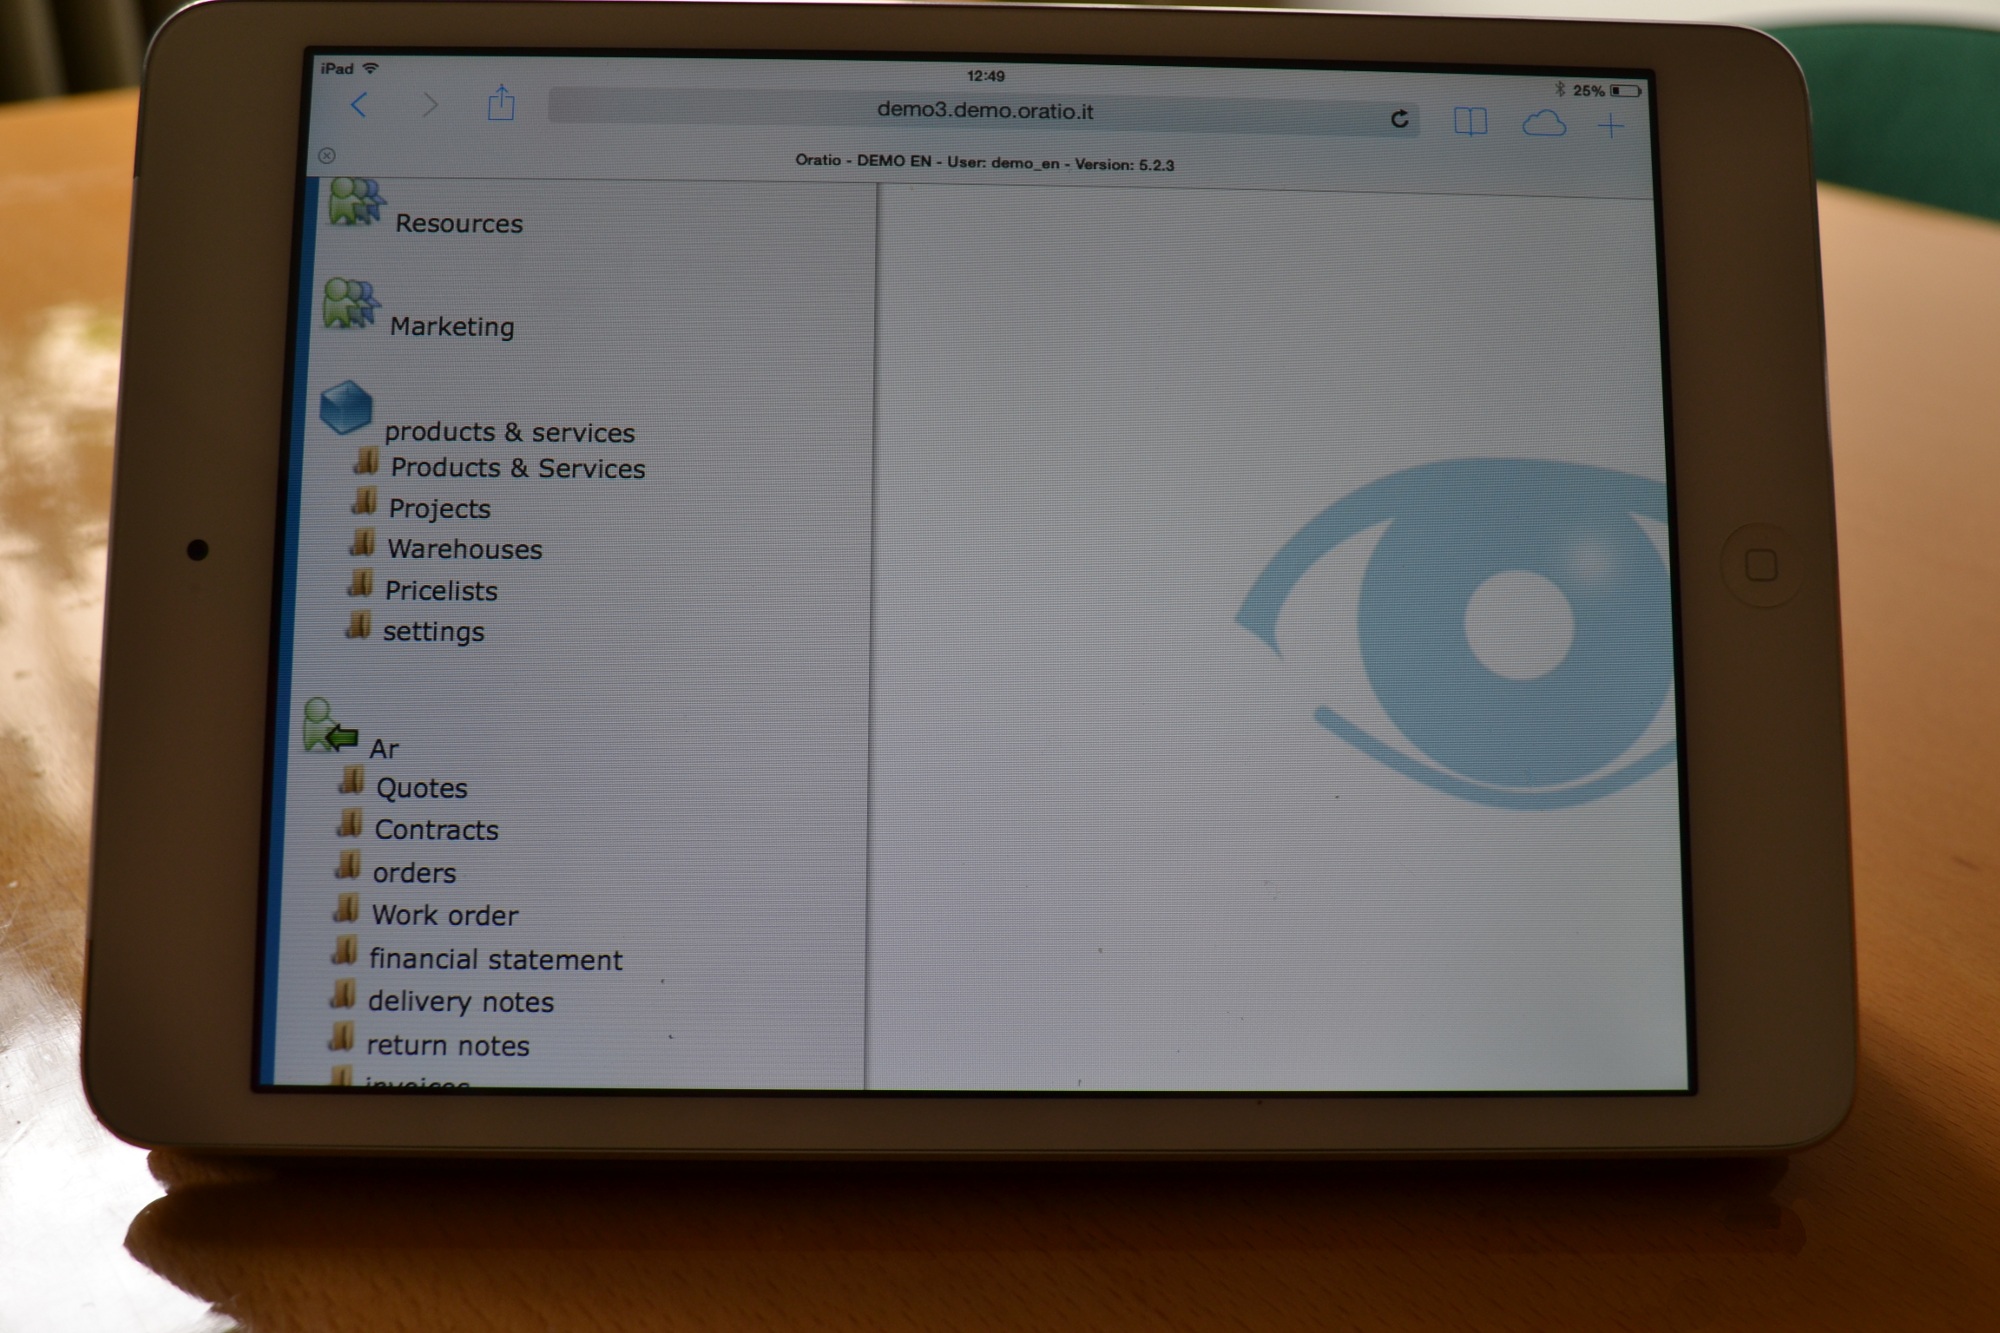 iPad
12:49
25%
demo3.demo.oratio.it
Oratio - DEMO EN - User: demo_en - Version: 5.2.3
Resources
Marketing
products & services
Products & Services
Projects
Warehouses
Pricelists
settings
Ar
Quotes
Contracts
orders
Work order
financial statement
delivery notes
return notes
invoices